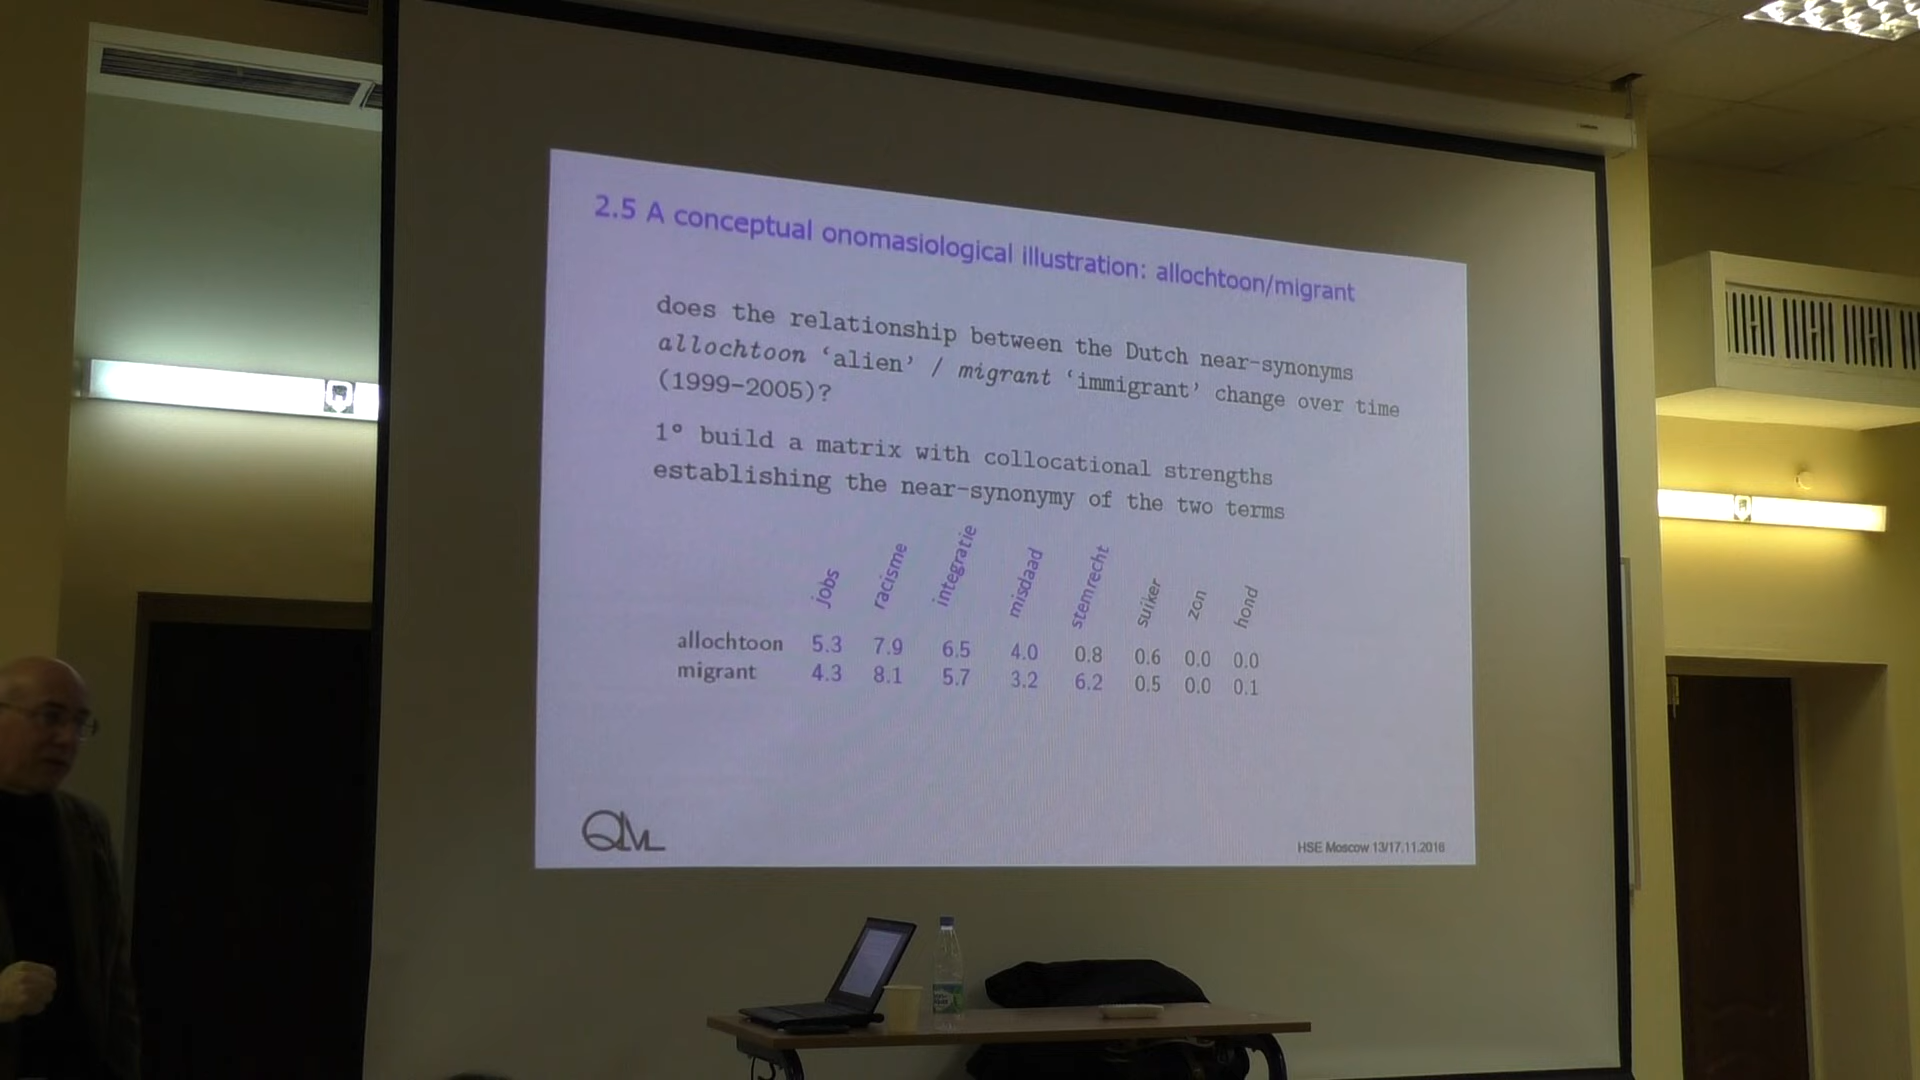 2.5 A conceptual onomasiological illustration: allochtoon/migrant
does the relationship between the Dutch near-synonyms
allochtoon ‘alien’ / migrant ‘immigrant’ change over time
(1999-2005)?
1° build a matrix with collocational strengths
establishing the near-synonymy of the two terms
jobs racisme integratie misdaad stemrecht suiker zon hond
allochtoon 5.3 7.9 6.5 4.0 0.8 0.6 0.0 0.0
migrant 4.3 8.1 5.7 3.2 6.2 0.5 0.0 0.1
QLVL
HSE Moscow 13/17.11.2016